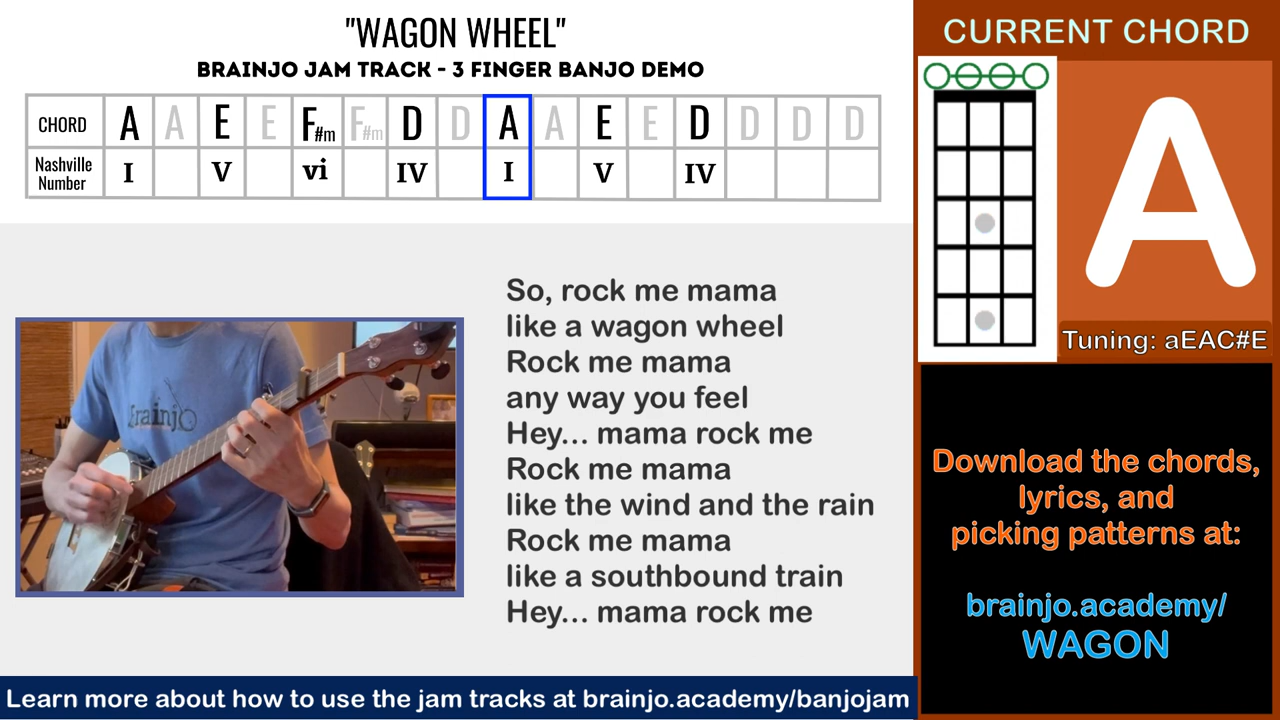 "WAGON WHEEL"
BRAINJO JAM TRACK - 3 FINGER BANJO DEMO
CHORD A A E E F#m F#m D D A A E E D D D D
Nashville Number I V vi IV I V IV
CURRENT CHORD
A
Tuning: aEAC#E
So, rock me mama
like a wagon wheel
Rock me mama
any way you feel
Hey... mama rock me
Rock me mama
like the wind and the rain
Rock me mama
like a southbound train
Hey... mama rock me
brainjo
Download the chords,
lyrics, and
picking patterns at:
brainjo.academy/
WAGON
Learn more about how to use the jam tracks at brainjo.academy/banjojam